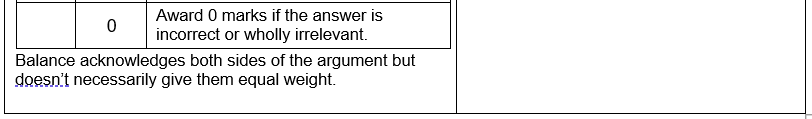 0
Award 0 marks if the answer is
incorrect or wholly irrelevant.
Balance acknowledges both sides of the argument but
doesn't necessarily give them equal weight.